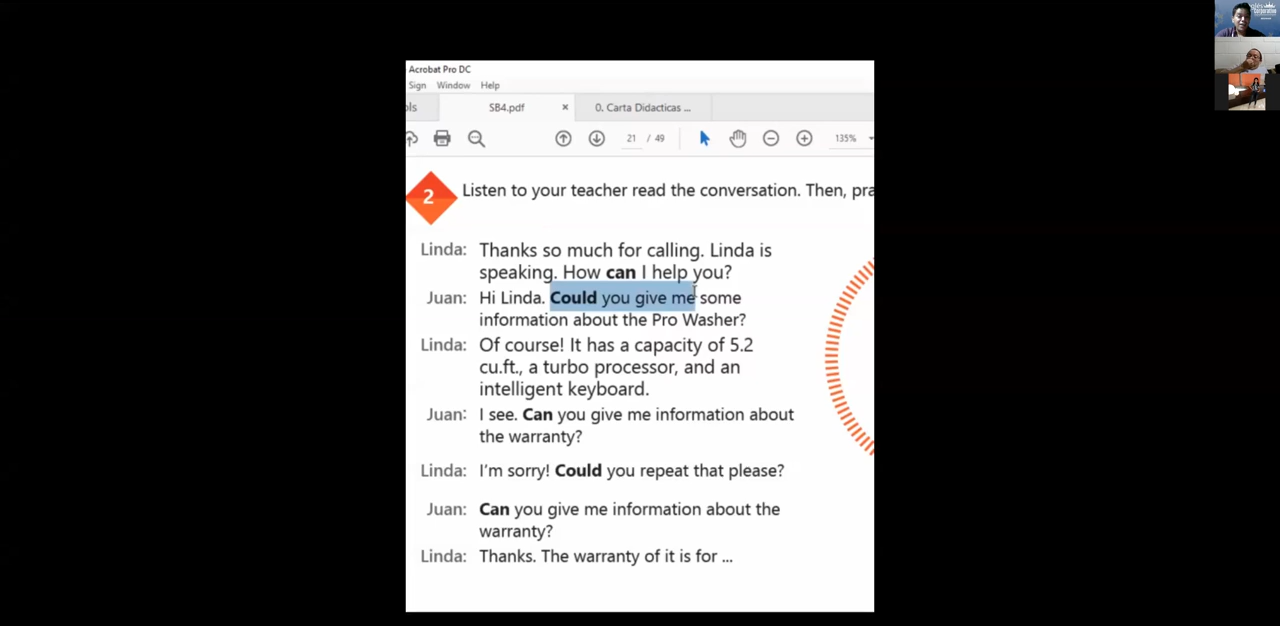 Acrobat Pro DC
Sign Window Help
ols SB4.pdf × 0. Carta Didacticas ...
21 / 49 135%
2 Listen to your teacher read the conversation. Then, pra
Linda: Thanks so much for calling. Linda is
speaking. How can I help you?
Juan: Hi Linda. Could you give me some
information about the Pro Washer?
Linda: Of course! It has a capacity of 5.2
cu.ft., a turbo processor, and an
intelligent keyboard.
Juan: I see. Can you give me information about
the warranty?
Linda: I'm sorry! Could you repeat that please?
Juan: Can you give me information about the
warranty?
Linda: Thanks. The warranty of it is for ...